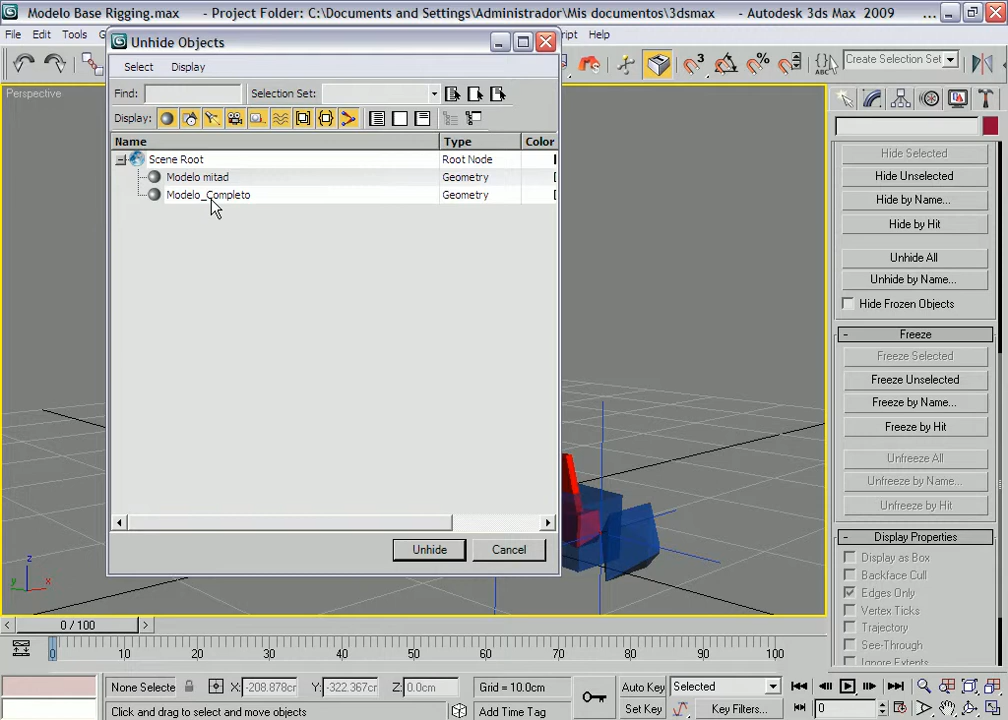 Modelo Base Rigging.max - Project Folder: C:\Documents and Settings\Administrador\Mis documentos\3dsmax - Autodesk 3ds Max 2009 ...
File Edit Tools
Help
Unhide Objects
Select Display
Find: Selection Set:
Display:
Name Type Color
Scene Root Root Node
Modelo mitad Geometry
Modelo_Completo Geometry
Unhide Cancel
Perspective
Create Selection Set
Hide Selected
Hide Unselected
Hide by Name...
Hide by Hit
Unhide All
Unhide by Name...
Hide Frozen Objects
- Freeze
Freeze Selected
Freeze Unselected
Freeze by Name...
Freeze by Hit
Unfreeze All
Unfreeze by Name...
Unfreeze by Hit
- Display Properties
Display as Box
Backface Cull
Edges Only
Vertex Ticks
Trajectory
See-Through
Ignore Extents
z
y x
< 0 / 100 >
0 10 20 30 40 50 60 70 80 90 100
None Selecte X: -208.878cr Y: -322.367cr Z: 0.0cm Grid = 10.0cm Auto Key Selected
Click and drag to select and move objects Add Time Tag Set Key Key Filters... 0